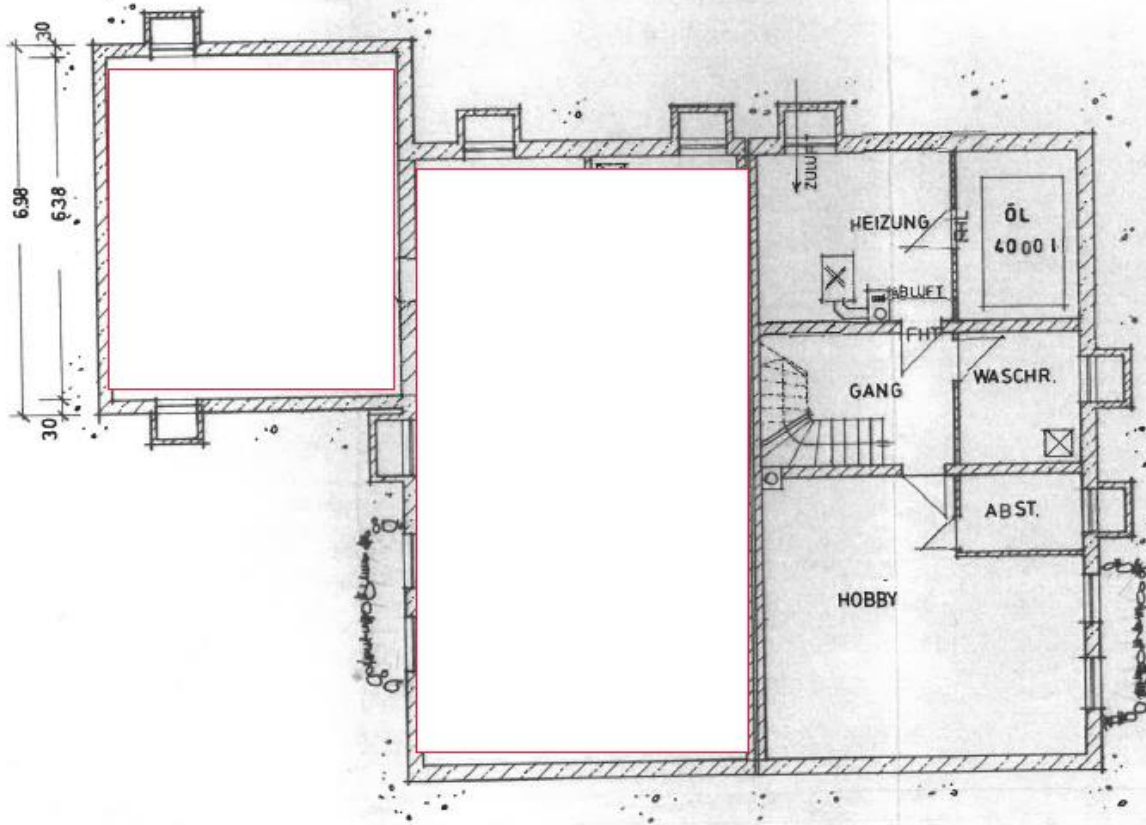 30
6.98
6.38
30
ZULUFT
HEIZUNG
ÖL
4000 l
ABLUFT
FHT
GANG
WASCHR.
ABST.
HOBBY